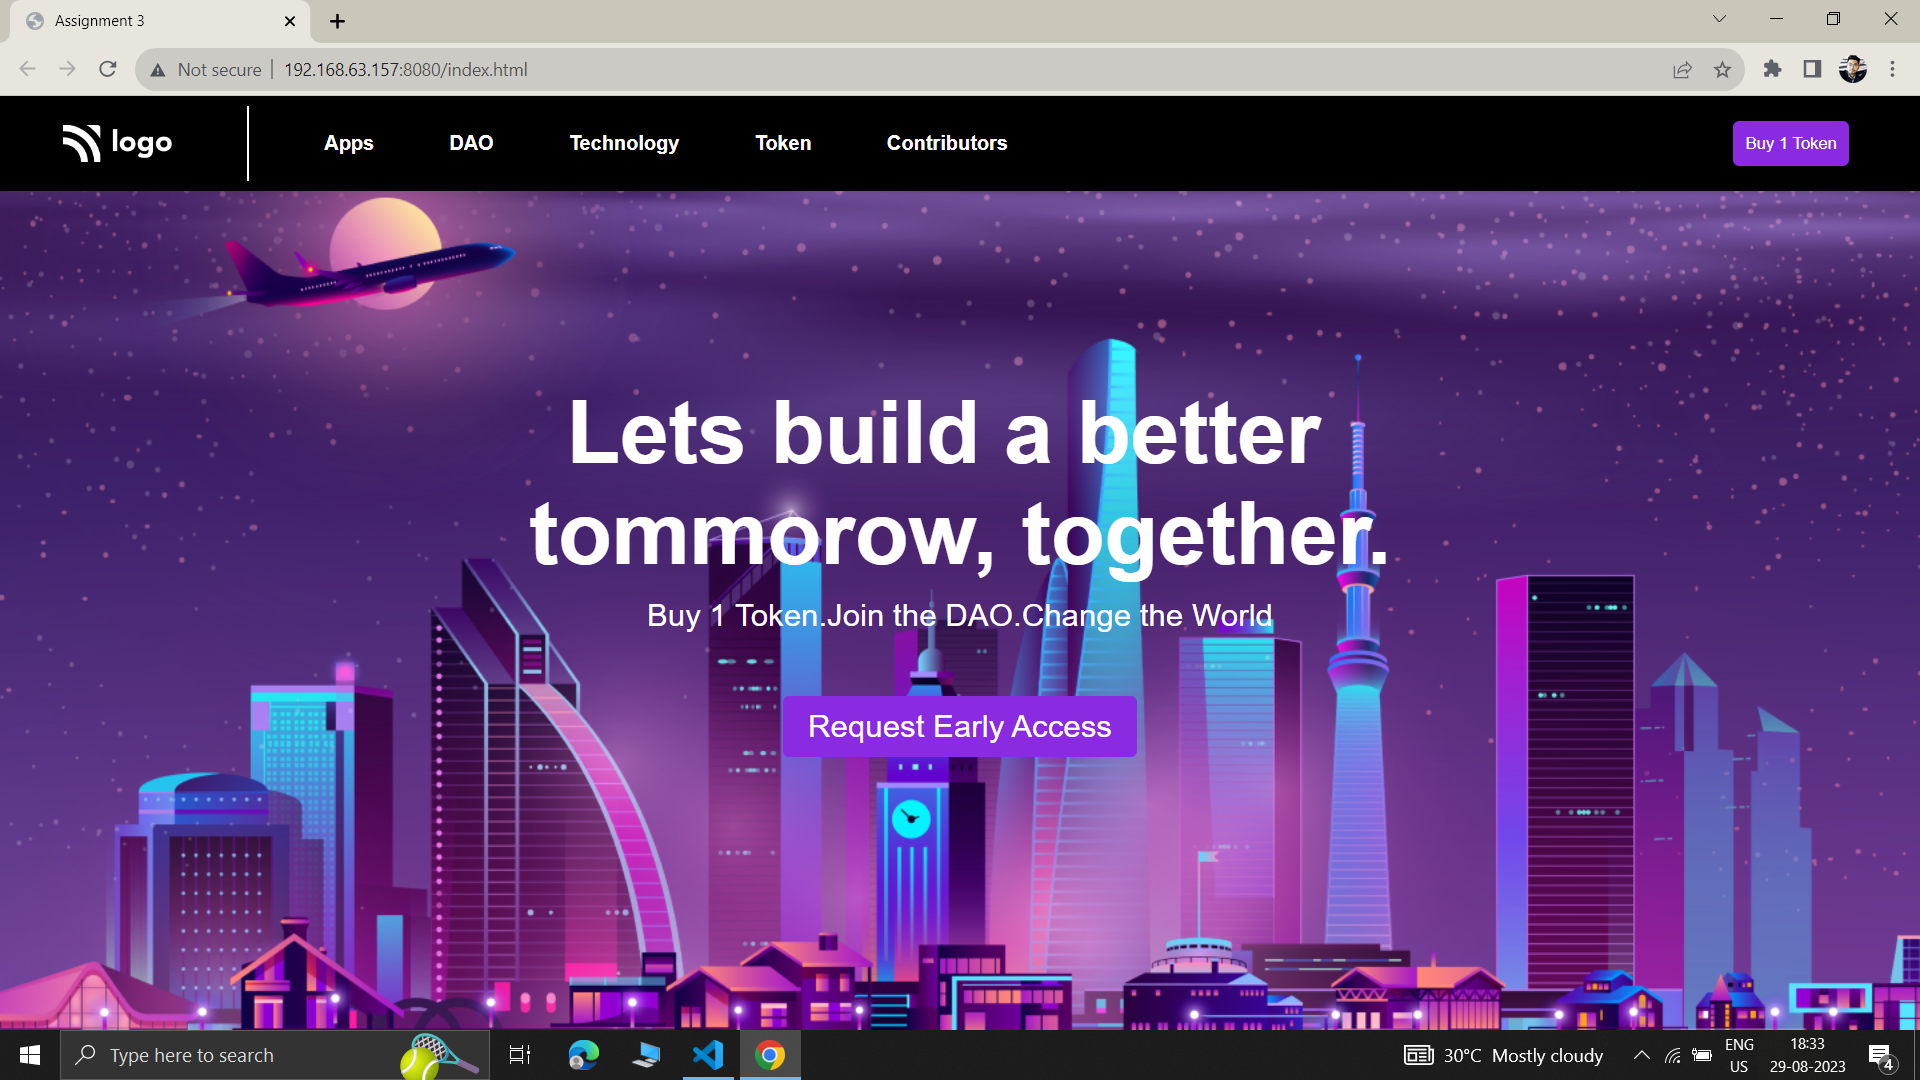 Assignment 3
Not secure 192.168.63.157:8080/index.html
logo Apps DAO Technology Token Contributors Buy 1 Token
Lets build a better
tommorow, together.
Buy 1 Token.Join the DAO.Change the World
Request Early Access
Type here to search
30°C Mostly cloudy
ENG
US
18:33
29-08-2023
4